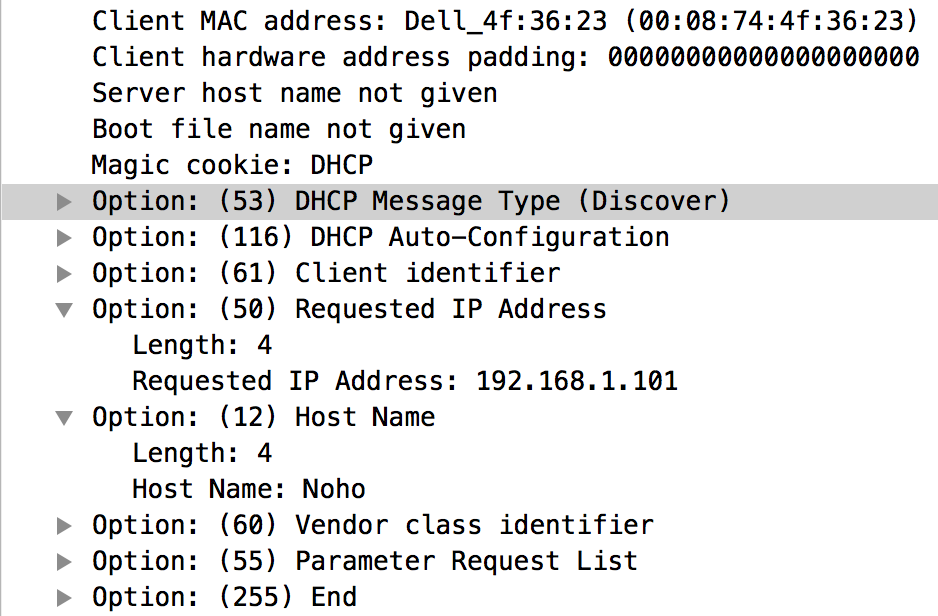 Client MAC address: Dell_4f:36:23 (00:08:74:4f:36:23)
Client hardware address padding: 00000000000000000000
Server host name not given
Boot file name not given
Magic cookie: DHCP
Option: (53) DHCP Message Type (Discover)
Option: (116) DHCP Auto-Configuration
Option: (61) Client identifier
Option: (50) Requested IP Address
Length: 4
Requested IP Address: 192.168.1.101
Option: (12) Host Name
Length: 4
Host Name: Noho
Option: (60) Vendor class identifier
Option: (55) Parameter Request List
Option: (255) End